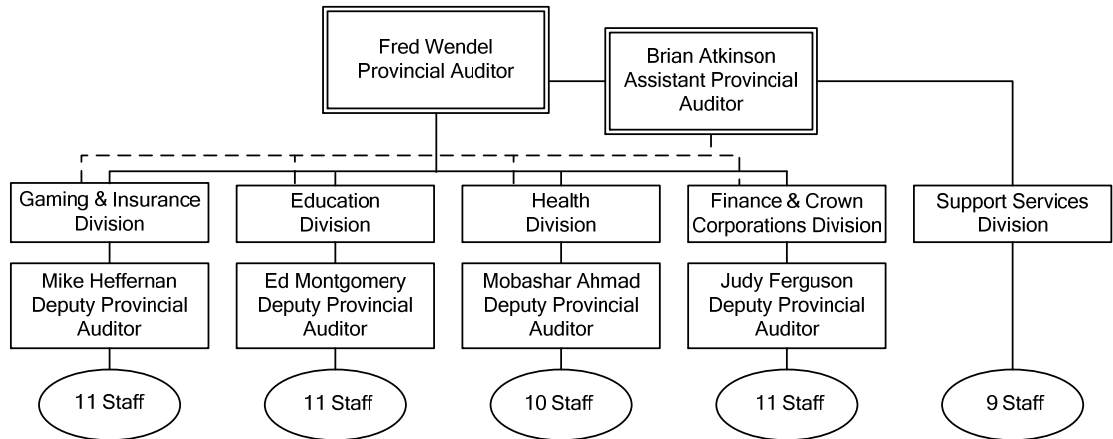 Fred Wendel
Provincial Auditor
Brian Atkinson
Assistant Provincial
Auditor
Gaming & Insurance
Division
Education
Division
Health
Division
Finance & Crown
Corporations Division
Support Services
Division
Mike Heffernan
Deputy Provincial
Auditor
Ed Montgomery
Deputy Provincial
Auditor
Mobashar Ahmad
Deputy Provincial
Auditor
Judy Ferguson
Deputy Provincial
Auditor
11 Staff
11 Staff
10 Staff
11 Staff
9 Staff